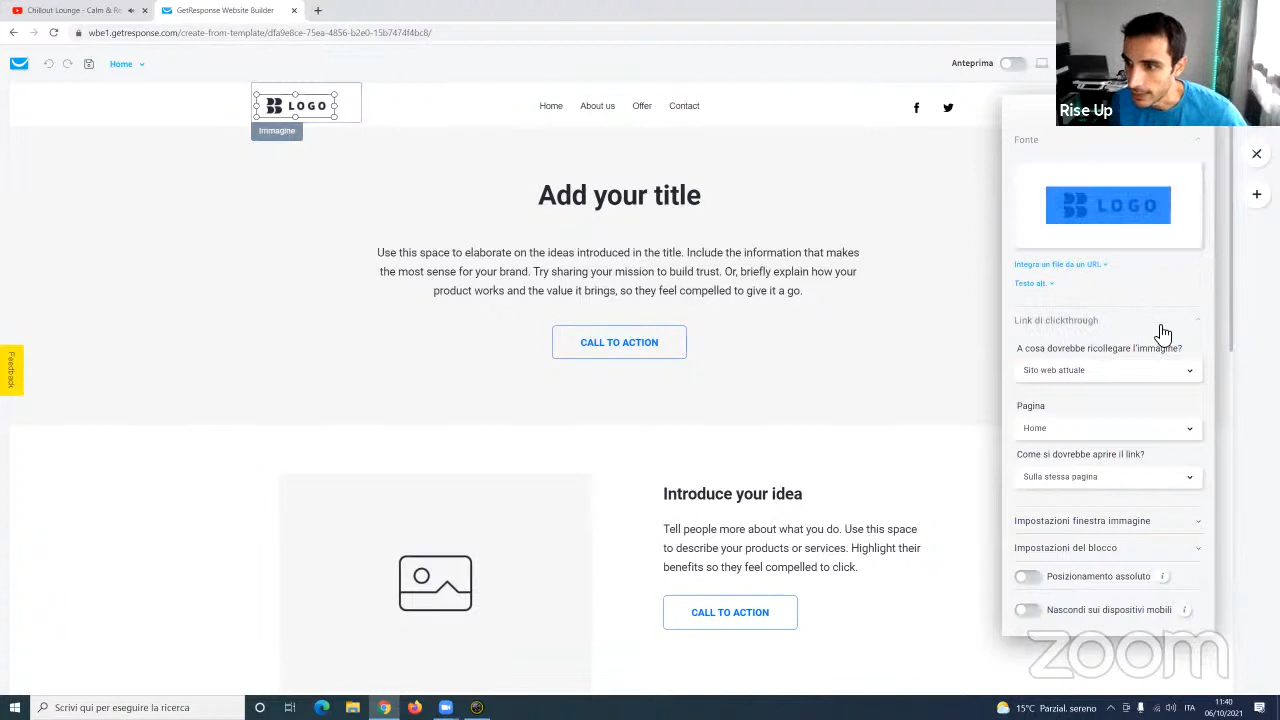 Chillout Lounge - Calm & Re
GetResponse Website Builder
wbe1.getresponse.com/create-from-template/dfa9e8ce-75ea-4856-b2e0-15b7474f4bc8/
Home
Anteprima
Rise Up
LOGO
Immagine
Home About us Offer Contact
Fonte
LOGO
Integra un file da un URL
Testo alt.
Link di clickthrough
A cosa dovrebbe ricollegare l'immagine?
Sito web attuale
Pagina
Home
Come si dovrebbe aprire il link?
Sulla stessa pagina
Impostazioni finestra immagine
Impostazioni del blocco
Posizionamento assoluto
Nascondi sui dispositivi mobili
Add your title
Use this space to elaborate on the ideas introduced in the title. Include the information that makes
the most sense for your brand. Try sharing your mission to build trust. Or, briefly explain how your
product works and the value it brings, so they feel compelled to give it a go.
CALL TO ACTION
Feedback
Introduce your idea
Tell people more about what you do. Use this space
to describe your products or services. Highlight their
benefits so they feel compelled to click.
CALL TO ACTION
zoom
Scrivi qui per eseguire la ricerca
15°C Parzial. sereno
ITA
11:40
06/10/2021